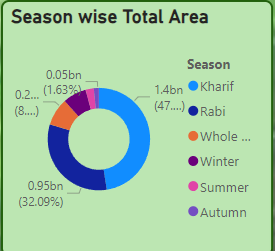 Season wise Total Area
0.05bn
(1.63%)
0.2...
(8....)
0.95bn
(32.09%)
1.4bn
(47....)
Season
Kharif
Rabi
Whole ...
Winter
Summer
Autumn